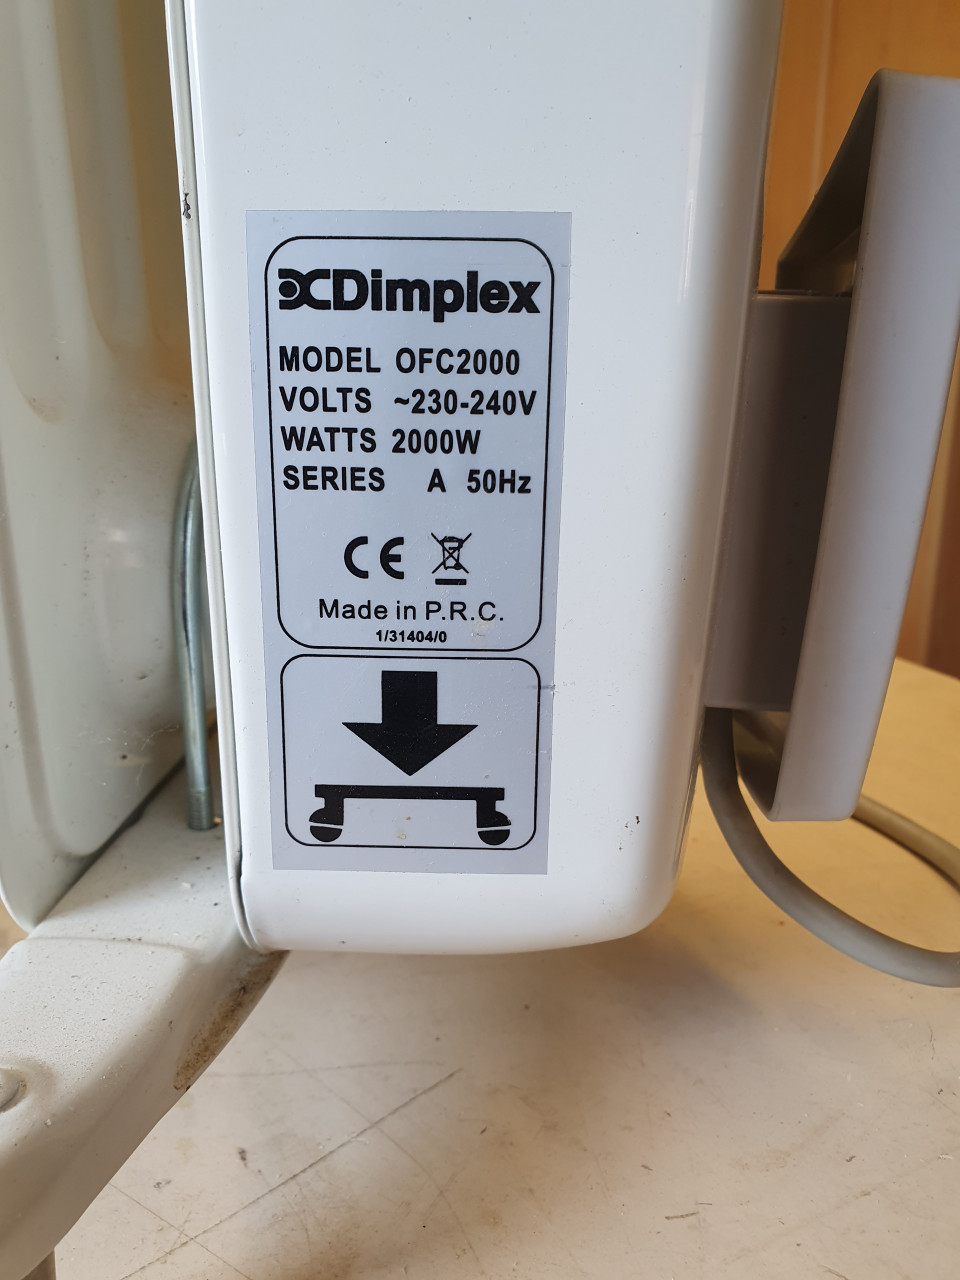 Dimplex
MODEL OFC2000
VOLTS ~230-240V
WATTS 2000W
SERIES A 50Hz
CE
Made in P.R.C.
1/31404/0